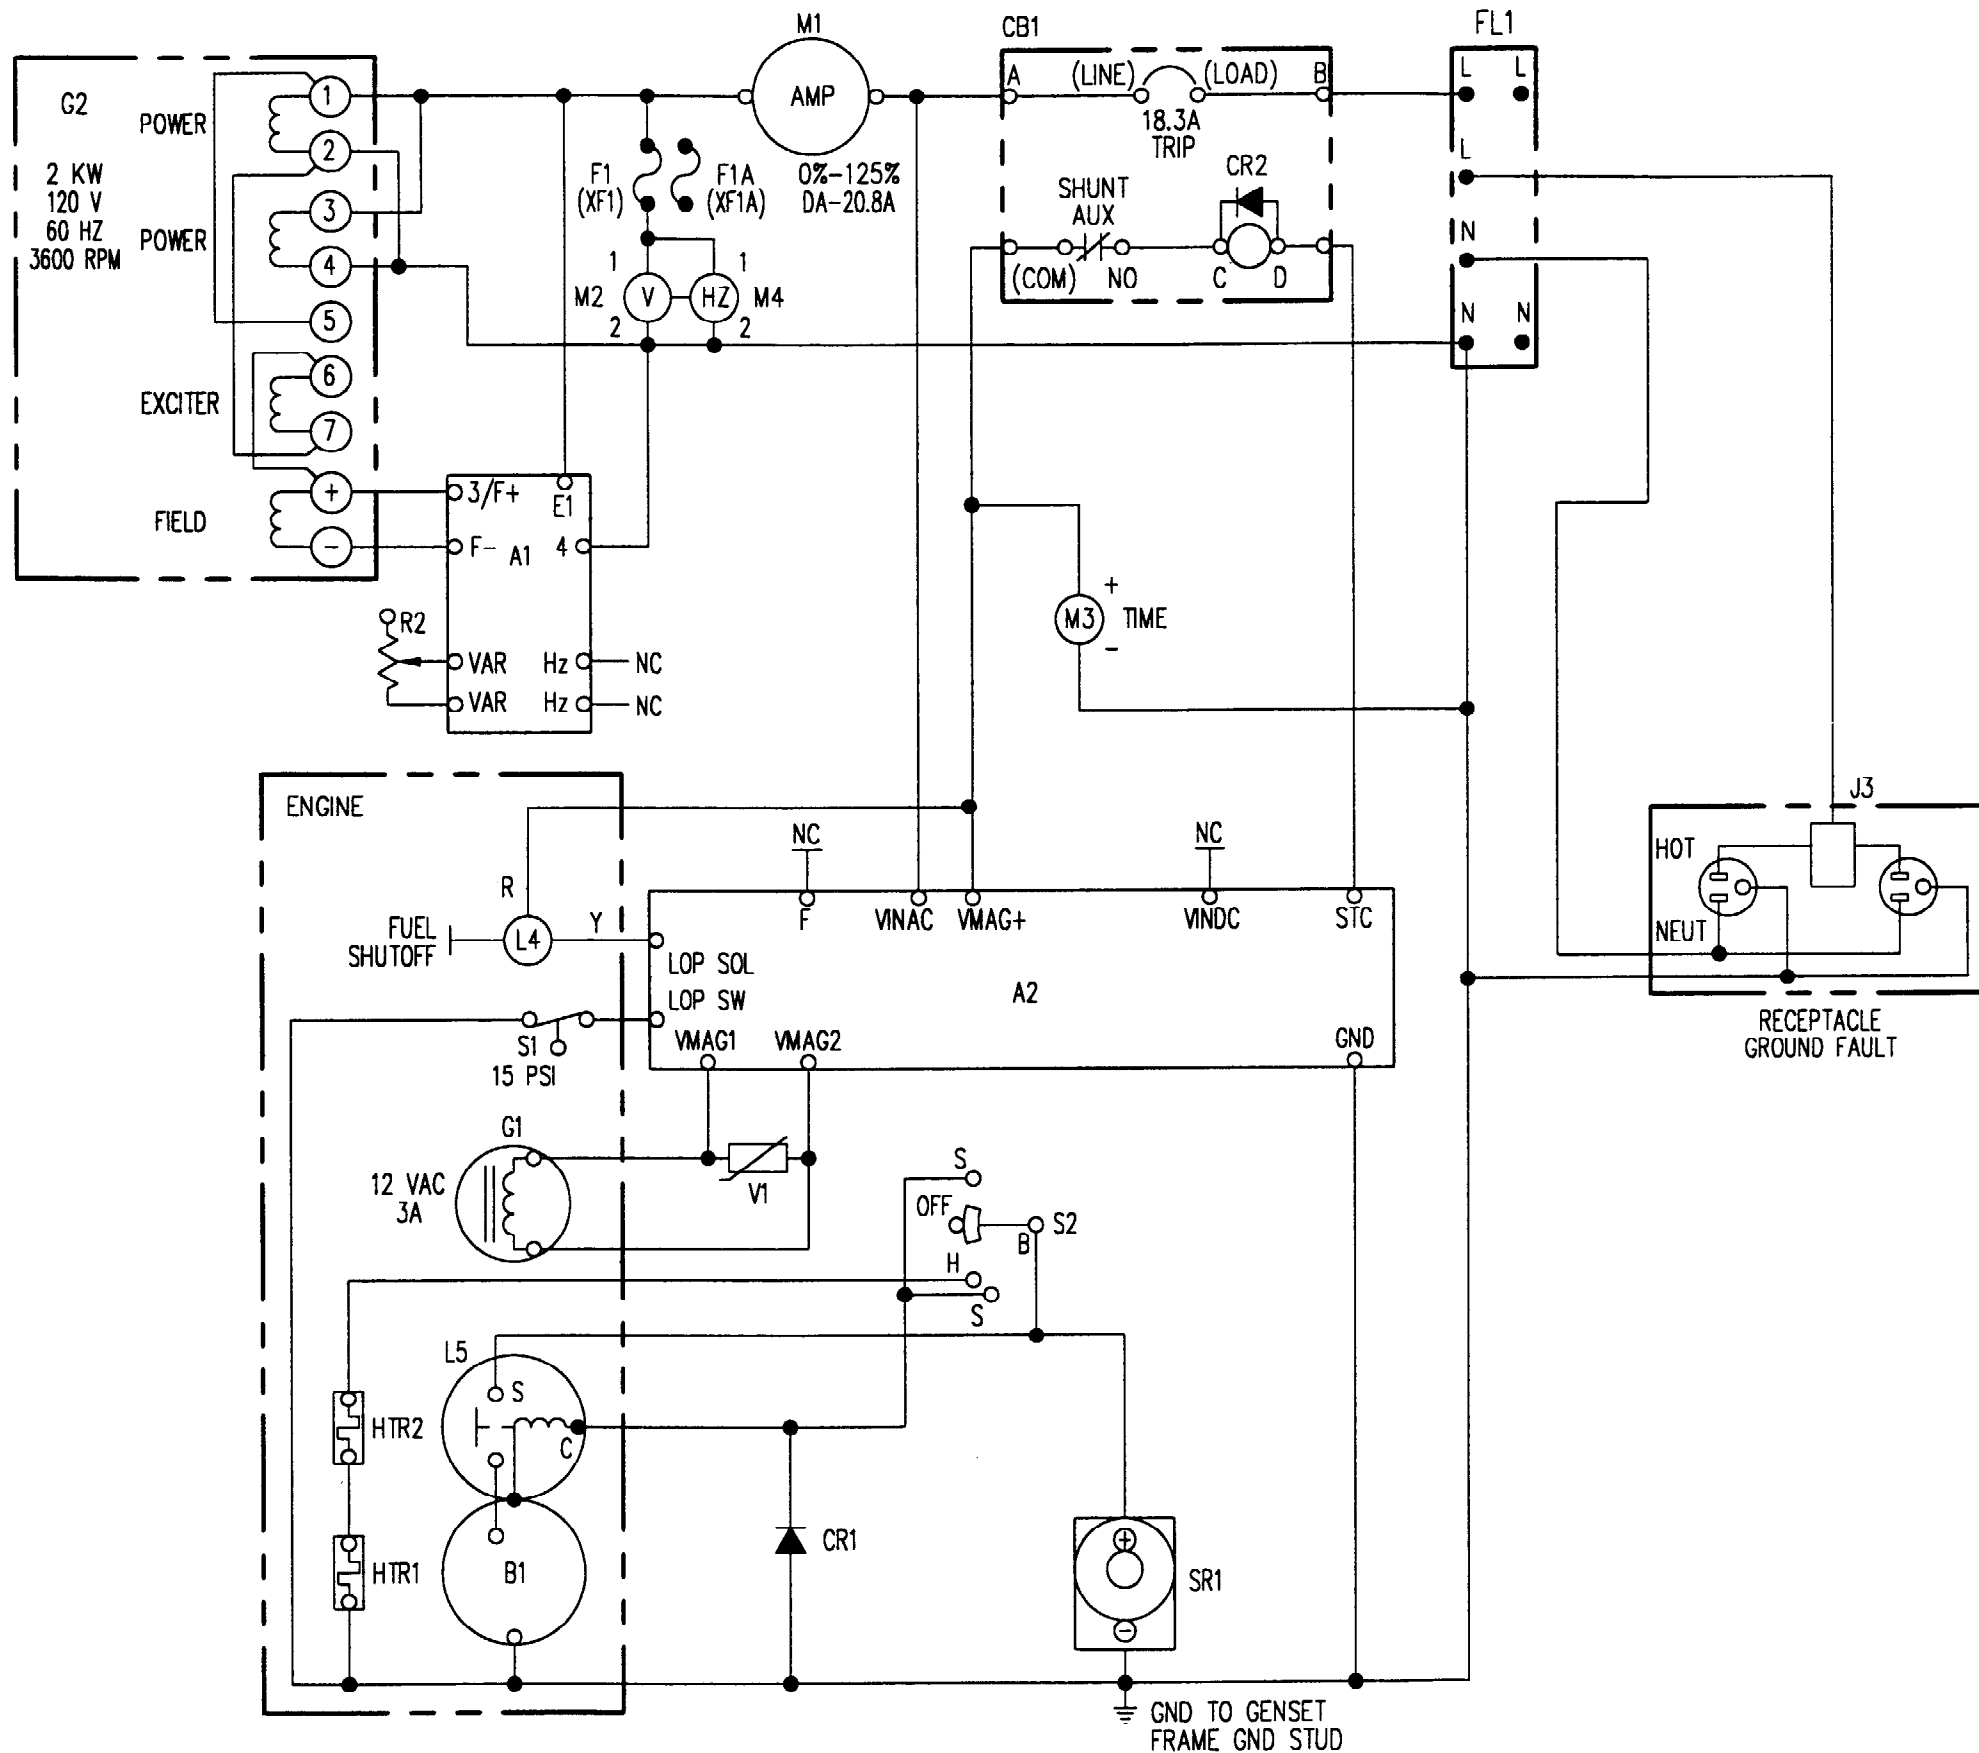 M1
CB1
FL1
G2
POWER
1
AMP
A
(LINE)
(LOAD)
B
L
L
18.3A
TRIP
2
2 KW
120 V
60 HZ
3600 RPM
F1
(XF1)
F1A
(XF1A)
0%-125%
DA-20.8A
CR2
SHUNT
AUX
L
3
POWER
4
N
(COM)
NO
C
D
1
1
M2
V
HZ
M4
2
2
5
N
N
6
EXCITER
7
+
FIELD
-
3/F+
E1
F-
A1
4
R2
VAR
Hz
NC
VAR
Hz
NC
+
M3
TIME
-
ENGINE
J3
NC
NC
HOT
R
F
VINAC
VMAG+
VINDC
STC
FUEL
SHUTOFF
L4
Y
NEUT
LOP SOL
LOP SW
A2
RECEPTACLE
GROUND FAULT
S1
15 PSI
VMAG1
VMAG2
GND
G1
12 VAC
3A
V1
S
OFF
S2
B
H
S
L5
S
C
HTR2
CR1
HTR1
B1
+
SR1
-
GND TO GENSET
FRAME GND STUD